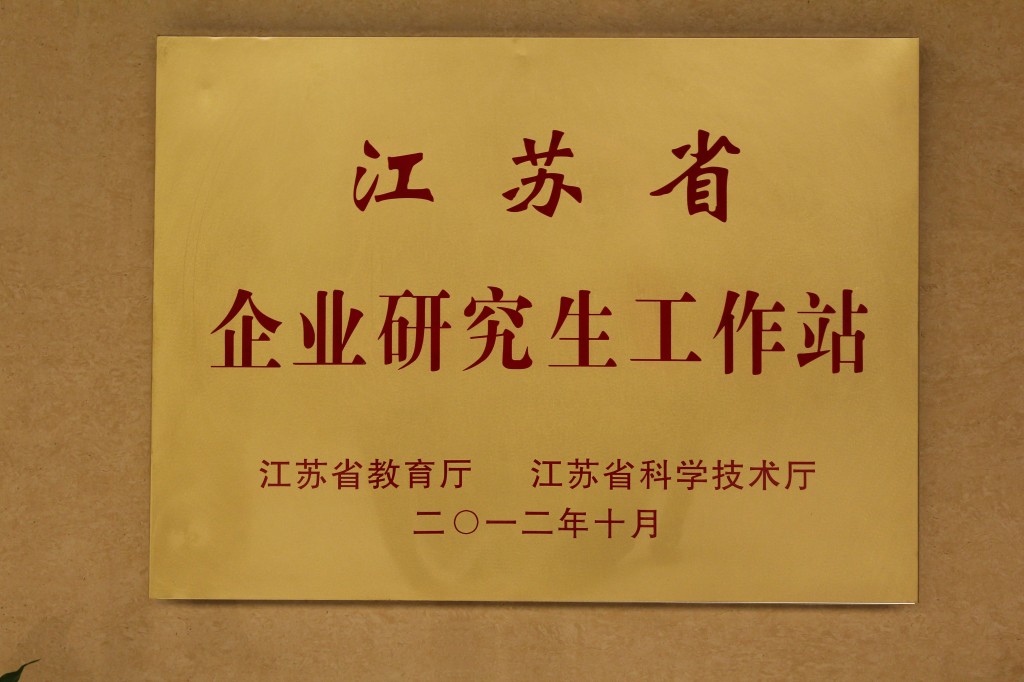 江苏省
企业研究生工作站
江苏省教育厅 江苏省科学技术厅
二〇一二年十月